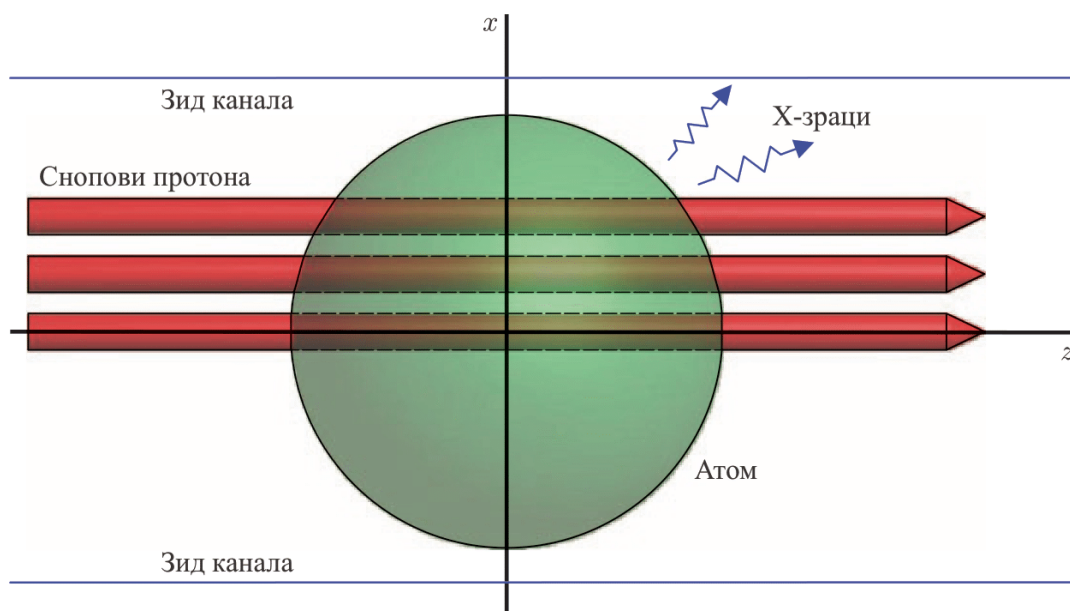 x
Зид канала
Х-зраци
Снопови протона
z
Атом
Зид канала